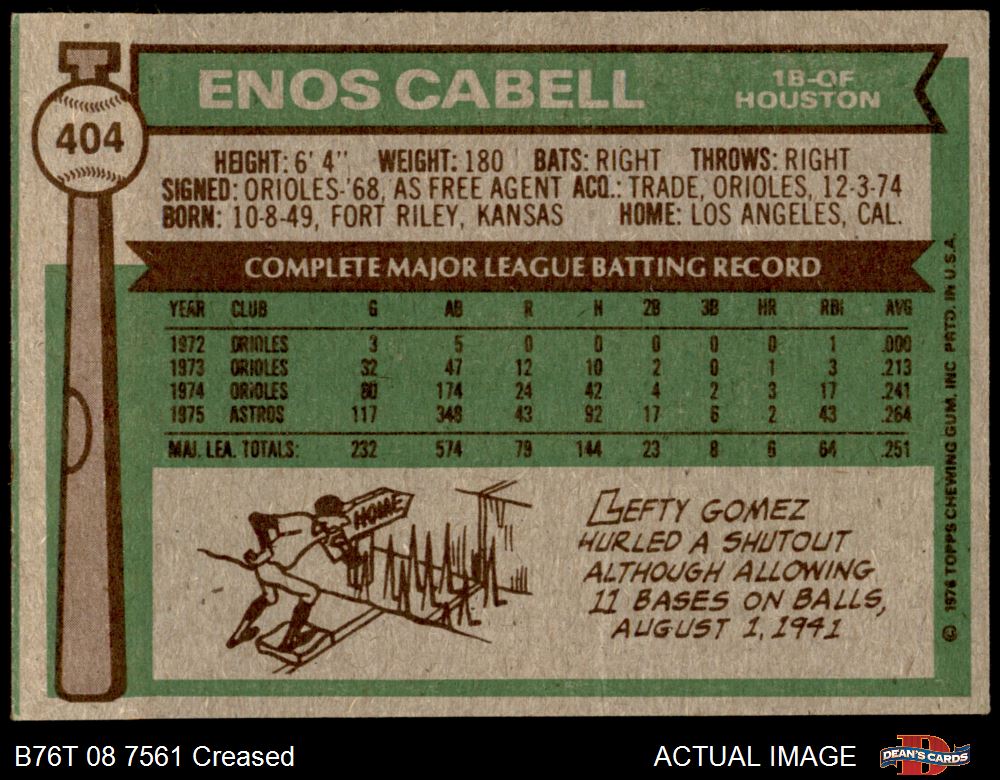 404
ENOS CABELL
1B-OF
HOUSTON
HEIGHT: 6' 4" WEIGHT: 180 BATS: RIGHT THROWS: RIGHT
SIGNED: ORIOLES-'68, AS FREE AGENT ACQ.: TRADE, ORIOLES, 12-3-74
BORN: 10-8-49, FORT RILEY, KANSAS HOME: LOS ANGELES, CAL.
COMPLETE MAJOR LEAGUE BATTING RECORD
YEAR CLUB G AB R H 2B 3B HR RBI AVG
1972 ORIOLES 3 5 0 0 0 0 0 1 .000
1973 ORIOLES 32 47 12 10 2 0 1 3 .213
1974 ORIOLES 80 174 24 42 4 2 3 17 .241
1975 ASTROS 117 348 43 92 17 6 2 43 .264
MAJ. LEA. TOTALS: 232 574 79 144 23 8 6 64 .251
HOME
LEFTY GOMEZ
HURLED A SHUTOUT
ALTHOUGH ALLOWING
11 BASES ON BALLS,
AUGUST 1, 1941
© 1976 TOPPS CHEWING GUM, INC. PRTD. IN U.S.A.
B76T 08 7561 Creased
ACTUAL IMAGE
DEAN'S CARDS